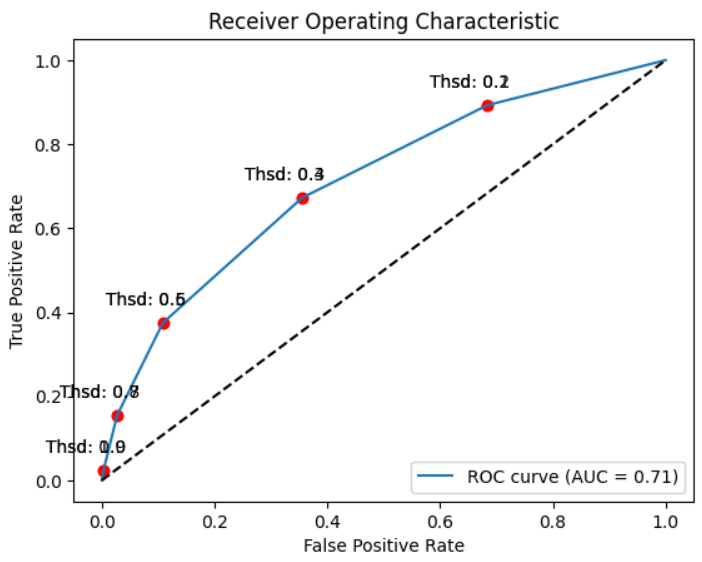 Receiver Operating Characteristic
True Positive Rate
1.0
0.8
0.6
0.4
0.2
0.0
Thsd:
Thsd:
Thsd:
Thsd:
Thsd:
ROC curve (AUC = 0.71)
0.0 0.2 0.4 0.6 0.8 1.0
False Positive Rate